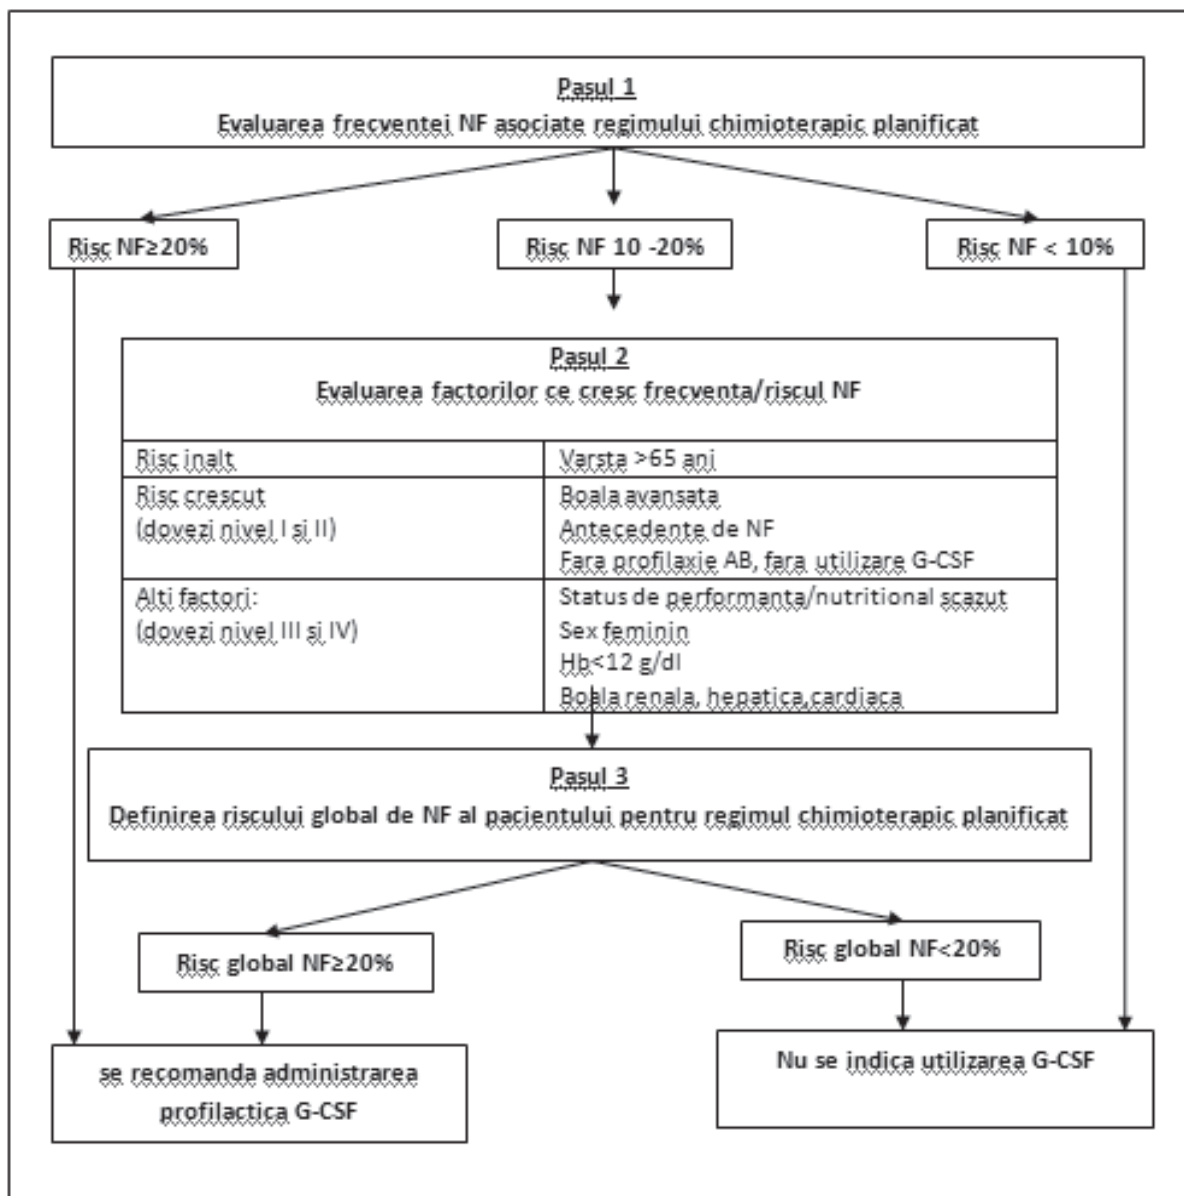 Pasul 1
Evaluarea frecventei NF asociate regimului chimioterapic planificat
Risc NF≥20%
Risc NF 10 -20%
Risc NF < 10%
Pasul 2
Evaluarea factorilor ce cresc frecventa/riscul NF
Risc inalt
Varsta >65 ani
Risc crescut
(dovezi nivel I si II)
Boala avansata
Antecedente de NF
Fara profilaxie AB, fara utilizare G-CSF
Alti factori:
(dovezi nivel III si IV)
Status de performanta/nutritional scazut
Sex feminin
Hb<12 g/dl
Boala renala, hepatica,cardiaca
Pasul 3
Definirea riscului global de NF al pacientului pentru regimul chimioterapic planificat
Risc global NF≥20%
Risc global NF<20%
se recomanda administrarea
profilactica G-CSF
Nu se indica utilizarea G-CSF